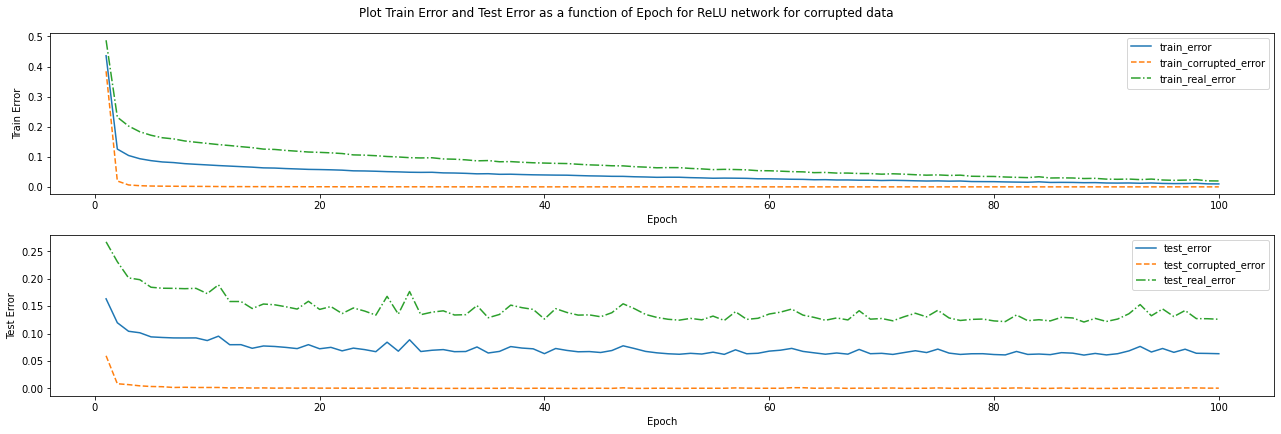 Plot Train Error and Test Error as a function of Epoch for ReLU network for corrupted data
0.5
0.4
0.3
0.2
0.1
0.0
Train Error
train_error
train_corrupted_error
train_real_error
0 20 40 60 80 100
Epoch
0.25
0.20
0.15
0.10
0.05
0.00
Test Error
test_error
test_corrupted_error
test_real_error
0 20 40 60 80 100
Epoch